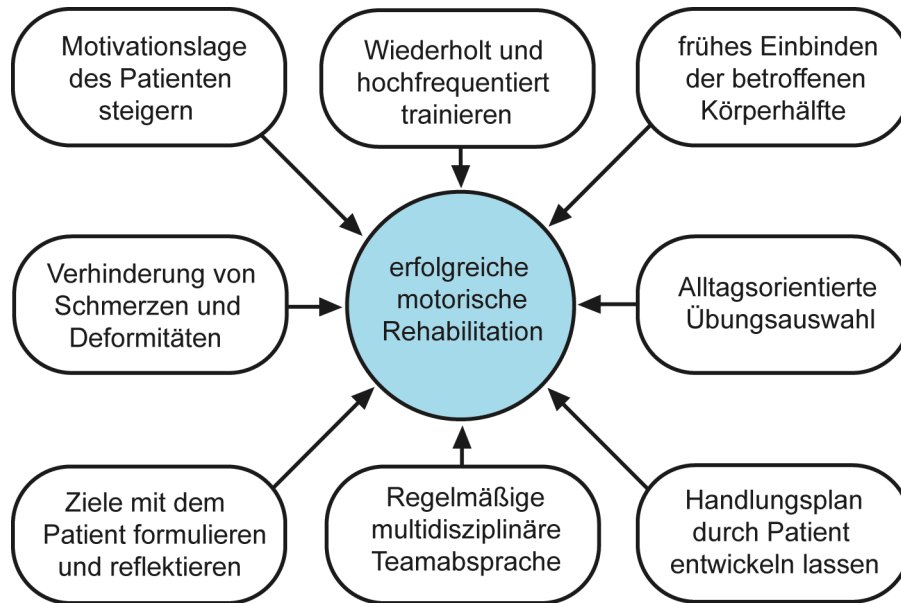 Motivationslage
des Patienten
steigern
Wiederholt und
hochfrequentiert
trainieren
frühes Einbinden
der betroffenen
Körperhälfte
Verhinderung von
Schmerzen und
Deformitäten
erfolgreiche
motorische
Rehabilitation
Alltagsorientierte
Übungsauswahl
Ziele mit dem
Patient formulieren
und reflektieren
Regelmäßige
multidisziplinäre
Teamabsprache
Handlungsplan
durch Patient
entwickeln lassen